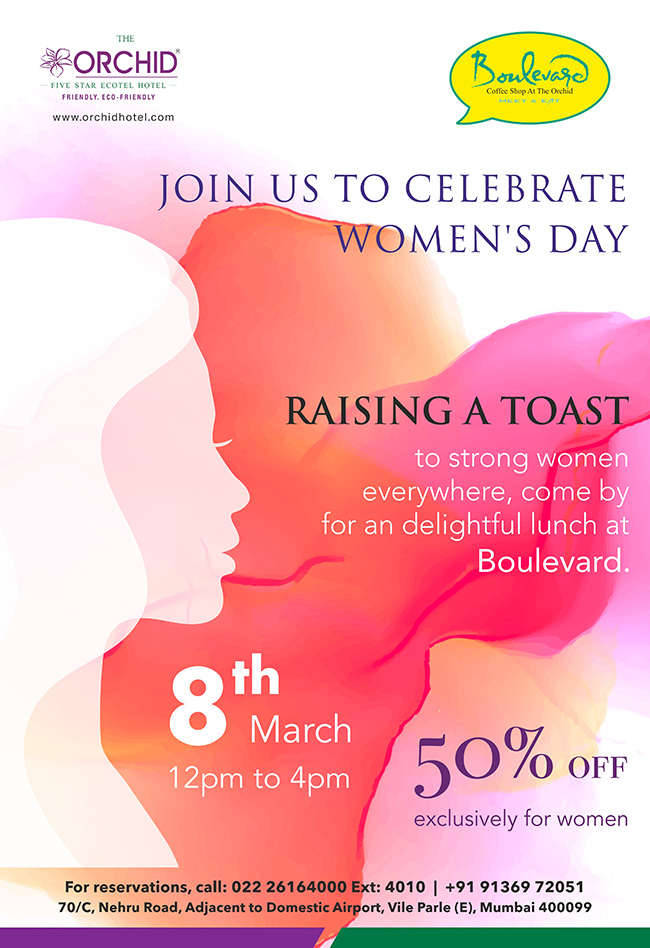 THE
ORCHID®
FIVE STAR ECOTEL HOTEL
FRIENDLY. ECO-FRIENDLY
www.orchidhotel.com
Boulevard
Coffee Shop At The Orchid
MEET & EAT
JOIN US TO CELEBRATE
WOMEN'S DAY
RAISING A TOAST
to strong women
everywhere, come by
for an delightful lunch at
Boulevard.
8th
March
12pm to 4pm
50% OFF
exclusively for women
For reservations, call: 022 26164000 Ext: 4010 | +91 91369 72051
70/C, Nehru Road, Adjacent to Domestic Airport, Vile Parle (E), Mumbai 400099